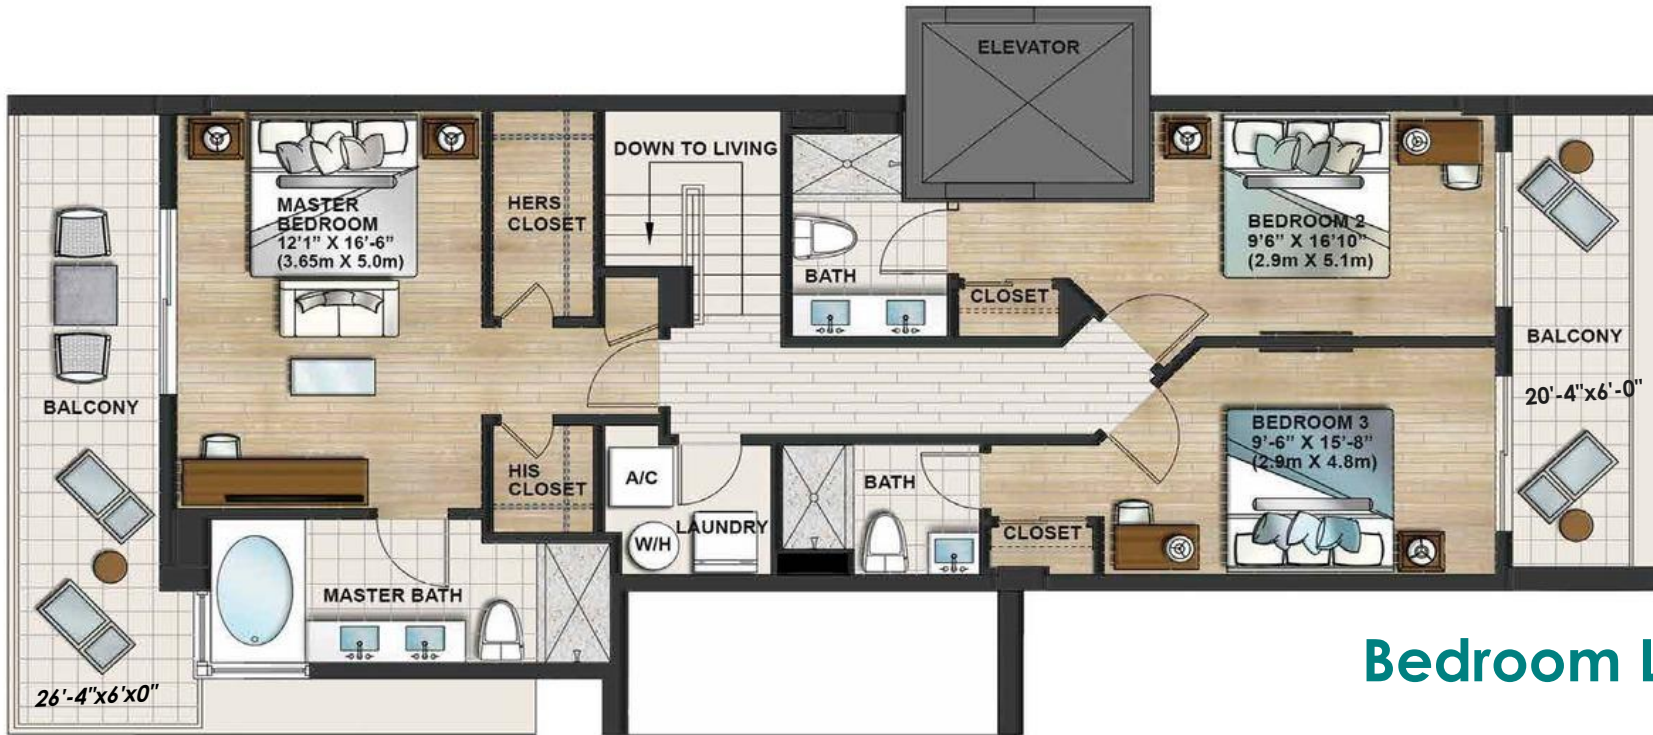 ELEVATOR
DOWN TO LIVING
MASTER
BEDROOM
12'1" X 16'-6"
(3.65m X 5.0m)
HERS
CLOSET
BATH
CLOSET
BEDROOM 2
9'6" X 16'10"
(2.9m X 5.1m)
BALCONY
20'-4"x6'-0"
BALCONY
HIS
CLOSET
A/C
LAUNDRY
W/H
BATH
CLOSET
BEDROOM 3
9'-6" X 15'-8"
(2.9m X 4.8m)
MASTER BATH
26'-4"x6'x0"
Bedroom L